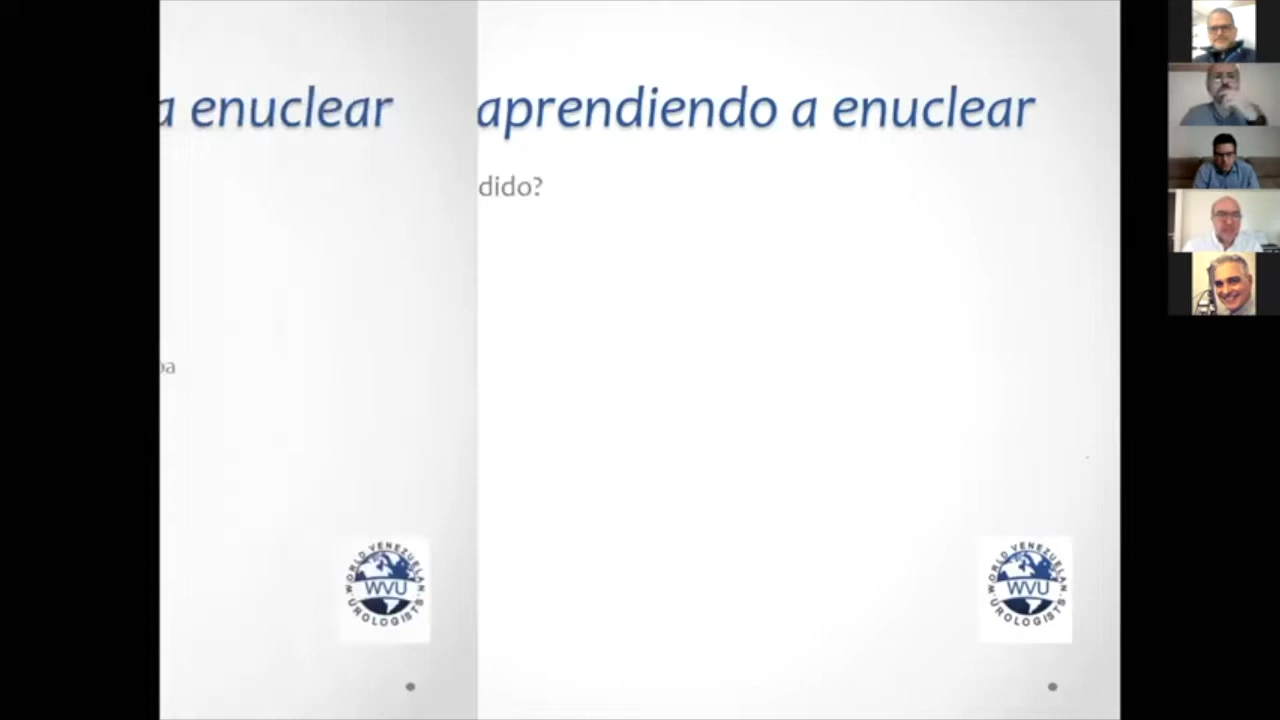 a enuclear
aprendiendo a enuclear
dido?
WORLD VENEZUELAN
WVU
UROLOGISTS
WORLD VENEZUELAN
WVU
UROLOGISTS